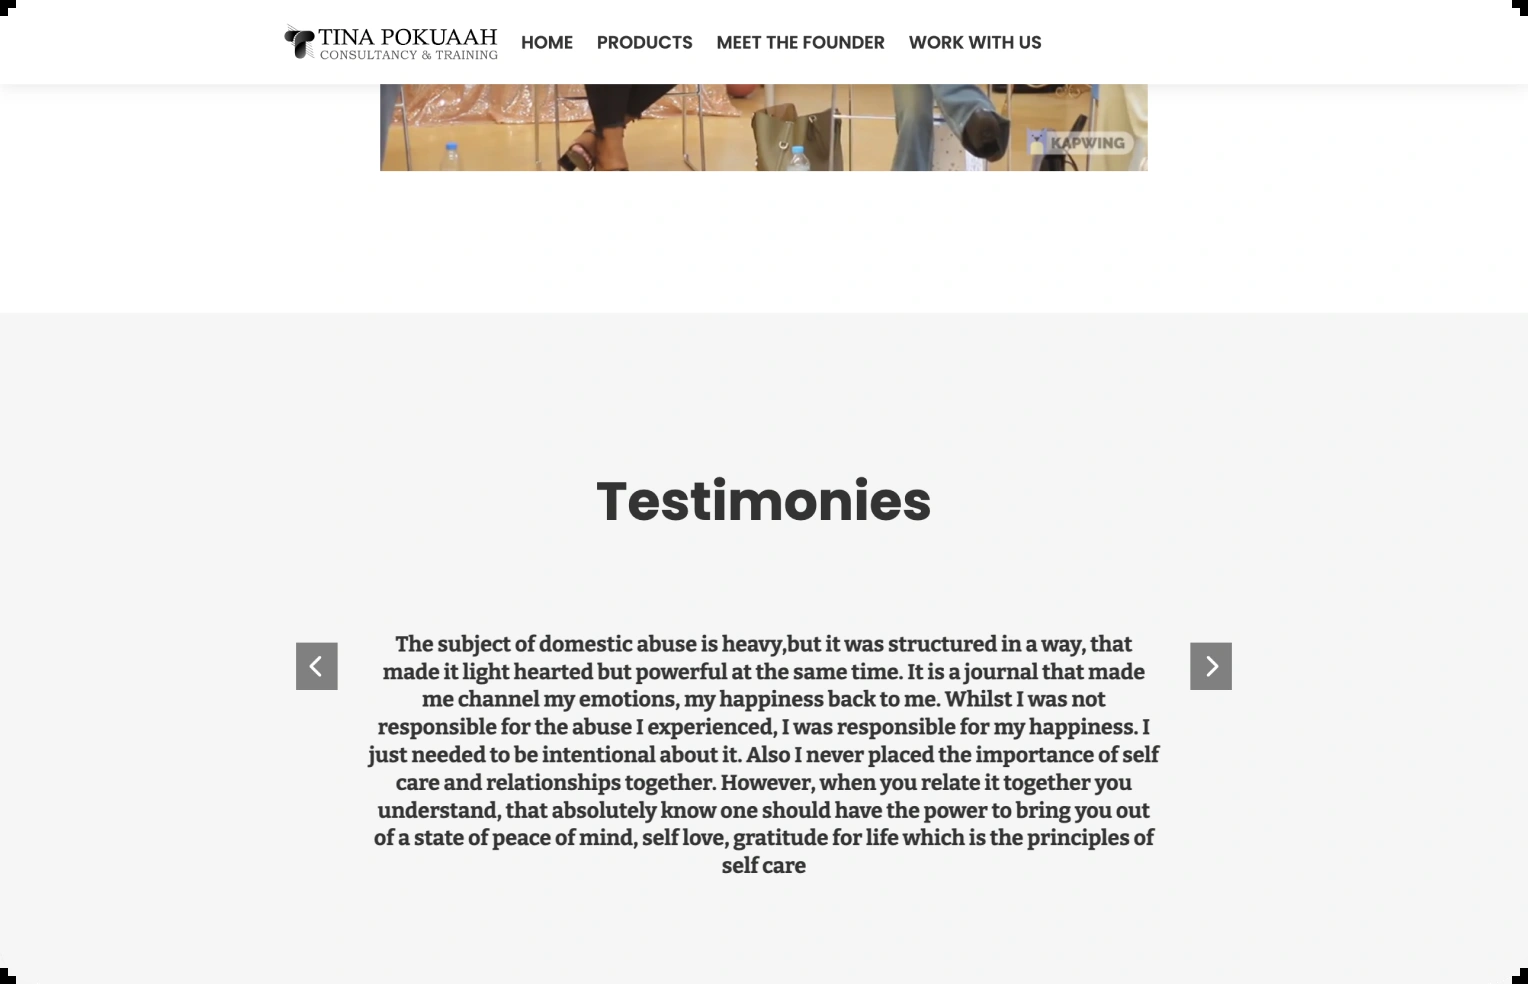 TINA POKUAAH
CONSULTANCY & TRAINING
HOME
PRODUCTS
MEET THE FOUNDER
WORK WITH US
KAPWING
Testimonies
The subject of domestic abuse is heavy,but it was structured in a way, that
made it light hearted but powerful at the same time. It is a journal that made
me channel my emotions, my happiness back to me. Whilst I was not
responsible for the abuse I experienced, I was responsible for my happiness. I
just needed to be intentional about it. Also I never placed the importance of self
care and relationships together. However, when you relate it together you
understand, that absolutely know one should have the power to bring you out
of a state of peace of mind, self love, gratitude for life which is the principles of
self care